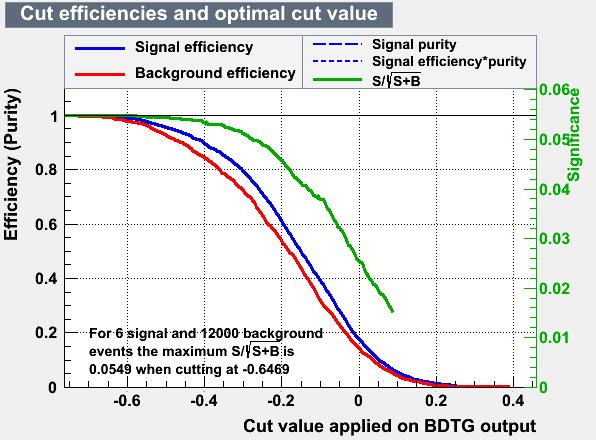 Cut efficiencies and optimal cut value
Signal efficiency
Background efficiency
Signal purity
Signal efficiency*purity
S/√S+B
Efficiency (Purity)
1
0.8
0.6
0.4
0.2
0
0.06
0.05
0.04
0.03
0.02
0.01
0
Significance
For 6 signal and 12000 background
events the maximum S/√S+B is
0.0549 when cutting at -0.6469
-0.6 -0.4 -0.2 0 0.2 0.4
Cut value applied on BDTG output